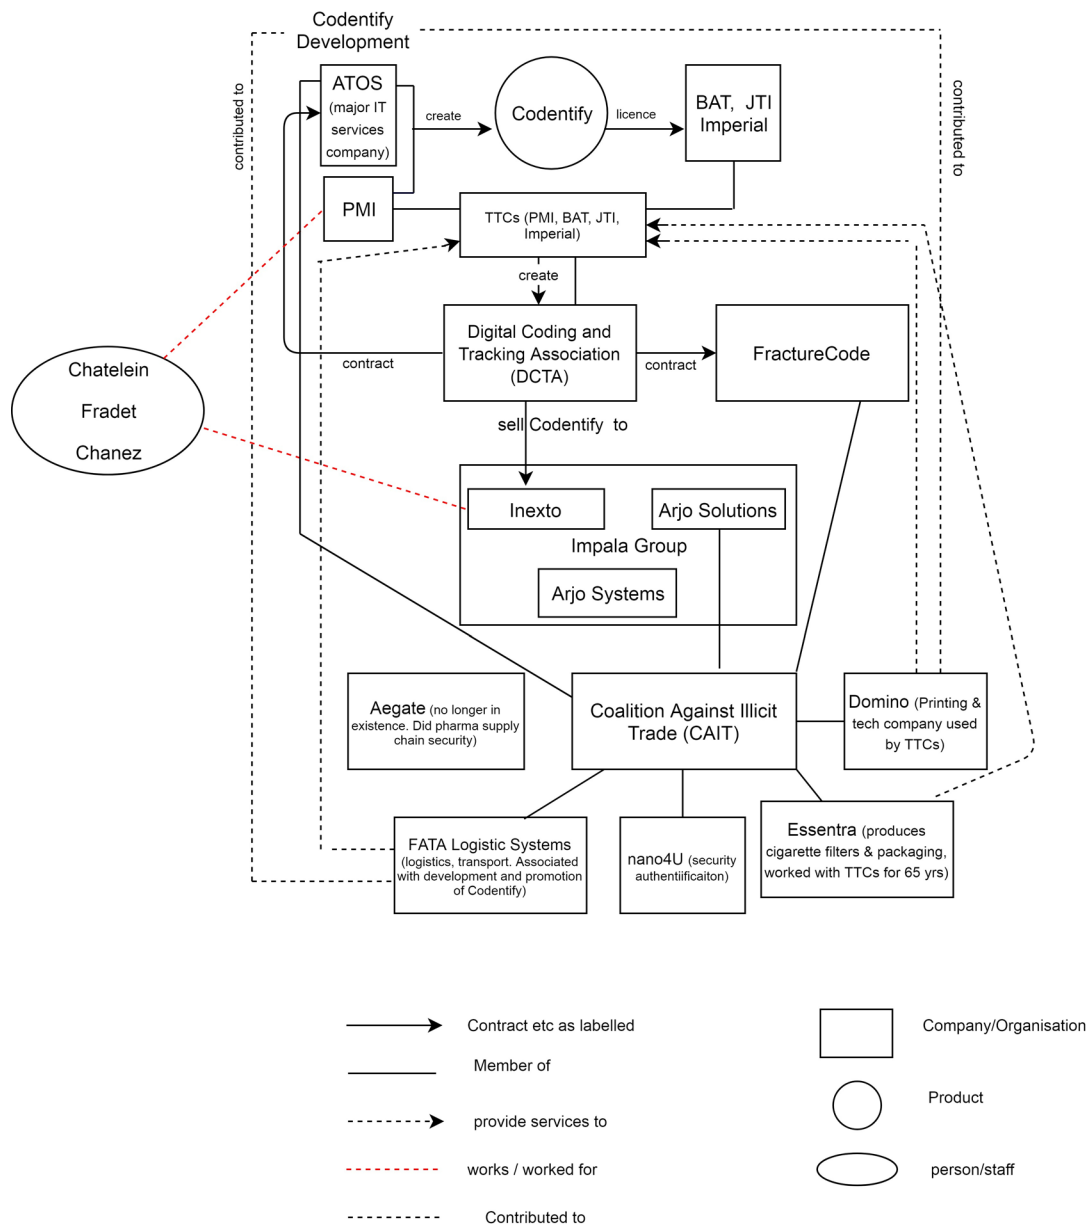 Codentify
Development
contributed to
contributed to
ATOS
(major IT
services
company)
create
Codentify
licence
BAT, JTI
Imperial
PMI
TTCs (PMI, BAT, JTI,
Imperial)
create
Digital Coding and
Tracking Association
(DCTA)
contract
contract
FractureCode
Chatelein
Fradet
Chanez
sell Codentify to
Inexto
Arjo Solutions
Impala Group
Arjo Systems
Aegate (no longer in
existence. Did pharma supply
chain security)
Coalition Against Illicit
Trade (CAIT)
Domino (Printing &
tech company used
by TTCs)
FATA Logistic Systems
(logistics, transport. Associated
with development and promotion
of Codentify)
nano4U (security
authentiificaiton)
Essentra (produces
cigarette filters & packaging,
worked with TTCs for 65 yrs)
Contract etc as labelled
Company/Organisation
Member of
Product
provide services to
works / worked for
person/staff
Contributed to